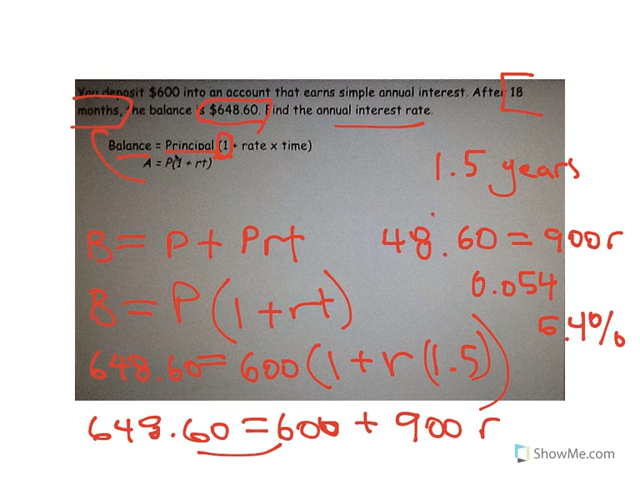 You deposit $600 into an account that earns simple annual interest. After 18
months, the balance is $648.60. Find the annual interest rate.
Balance = Principal (1 + rate x time)
A = P(1 + rt)
1.5 years
B = P + Prt
48.60 = 900r
B = P(1 + rt)
0.054
5.4%
648.60 = 600(1 + r(1.5))
648.60 = 600 + 900 r
ShowMe.com